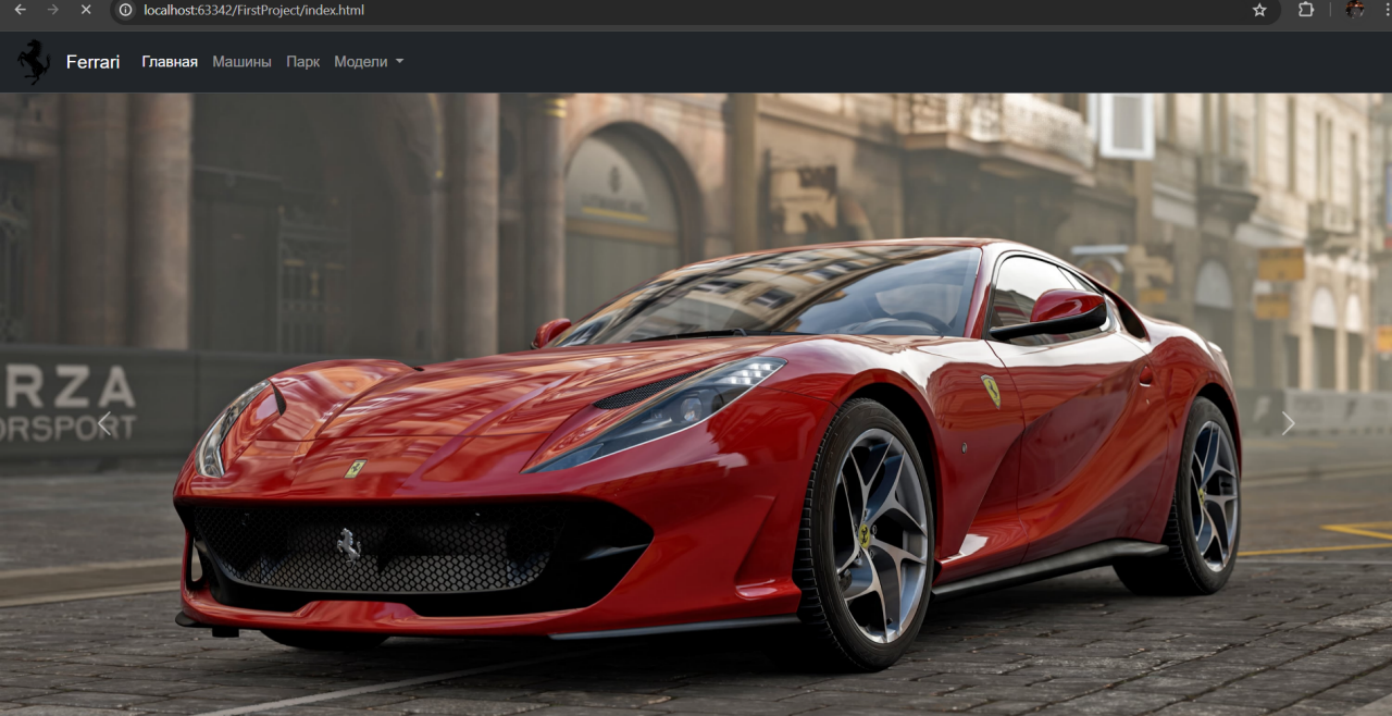 localhost:63342/FirstProject/index.html
Ferrari Главная Машины Парк Модели
RZA
ORSPORT